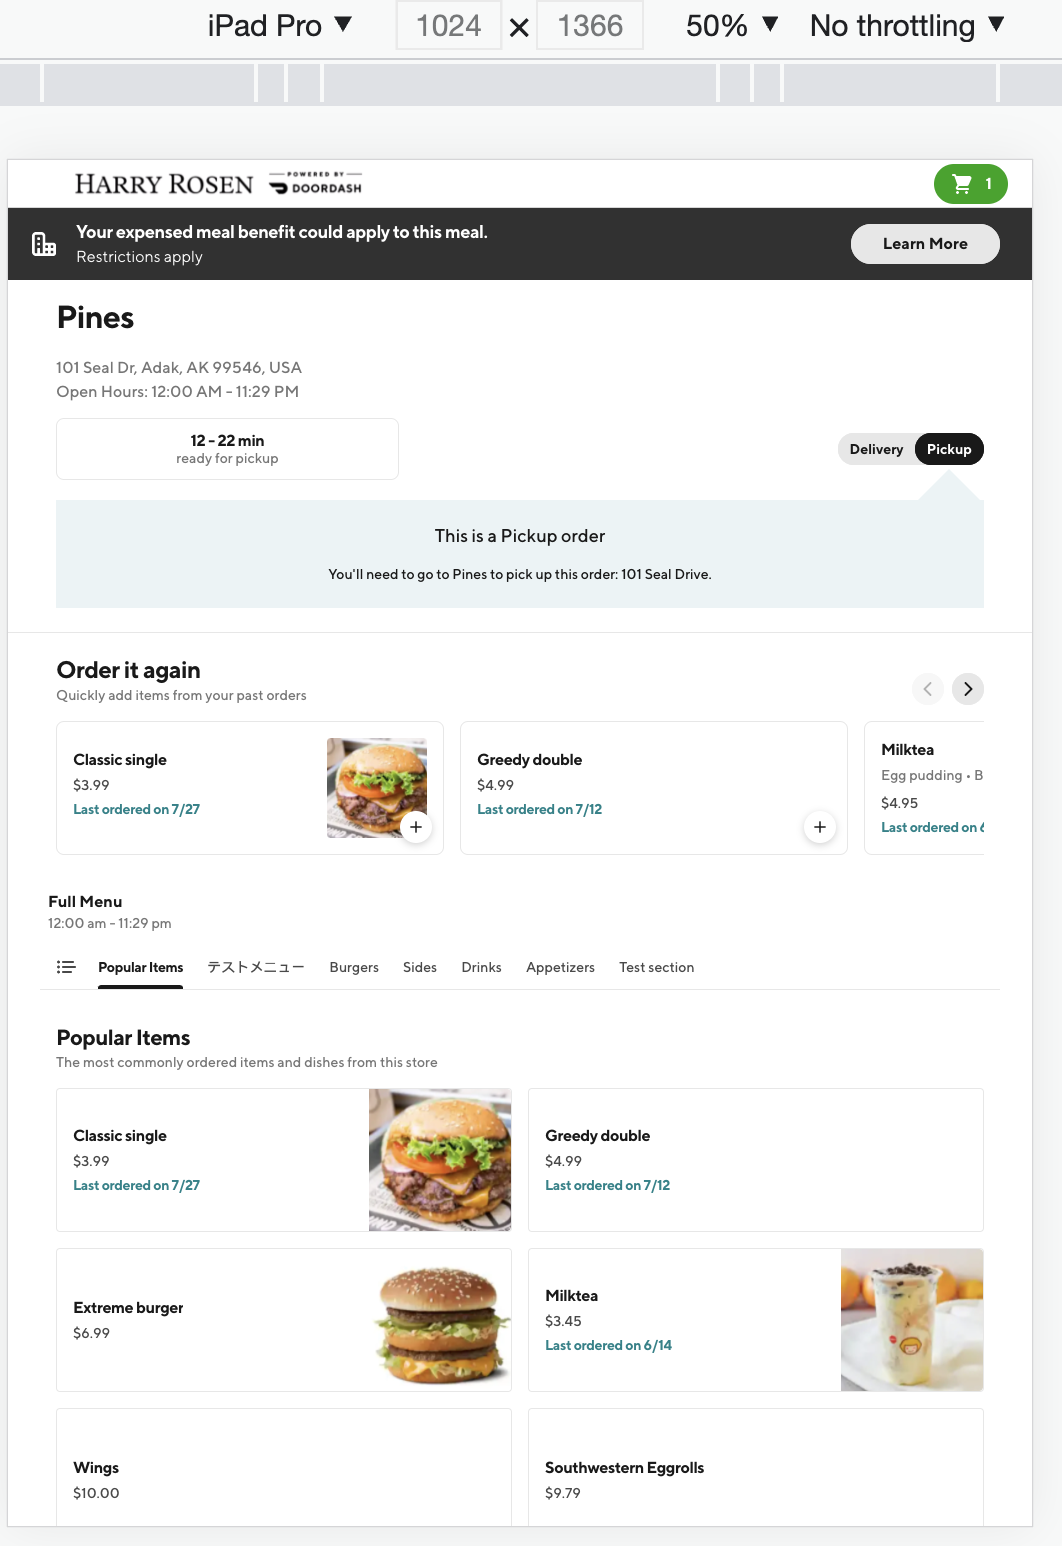 iPad Pro ▼ 1024 × 1366 50% ▼ No throttling ▼
HARRY ROSEN POWERED BY DOORDASH
1
Your expensed meal benefit could apply to this meal.
Restrictions apply
Learn More
Pines
101 Seal Dr, Adak, AK 99546, USA
Open Hours: 12:00 AM - 11:29 PM
12 - 22 min
ready for pickup
Delivery Pickup
This is a Pickup order
You'll need to go to Pines to pick up this order: 101 Seal Drive.
Order it again
Quickly add items from your past orders
Classic single
$3.99
Last ordered on 7/27
Greedy double
$4.99
Last ordered on 7/12
Milktea
Egg pudding • B
$4.95
Last ordered on 6
Full Menu
12:00 am - 11:29 pm
Popular Items テストメニュー Burgers Sides Drinks Appetizers Test section
Popular Items
The most commonly ordered items and dishes from this store
Classic single
$3.99
Last ordered on 7/27
Greedy double
$4.99
Last ordered on 7/12
Extreme burger
$6.99
Milktea
$3.45
Last ordered on 6/14
Wings
$10.00
Southwestern Eggrolls
$9.79